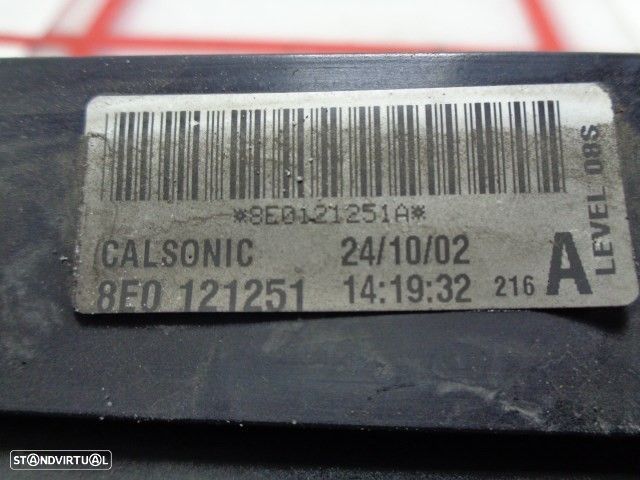 *8E0121251A*
CALSONIC 24/10/02
8E0 121251 14:19:32 216 A
LEVEL 08S
STANDVIRTUAL